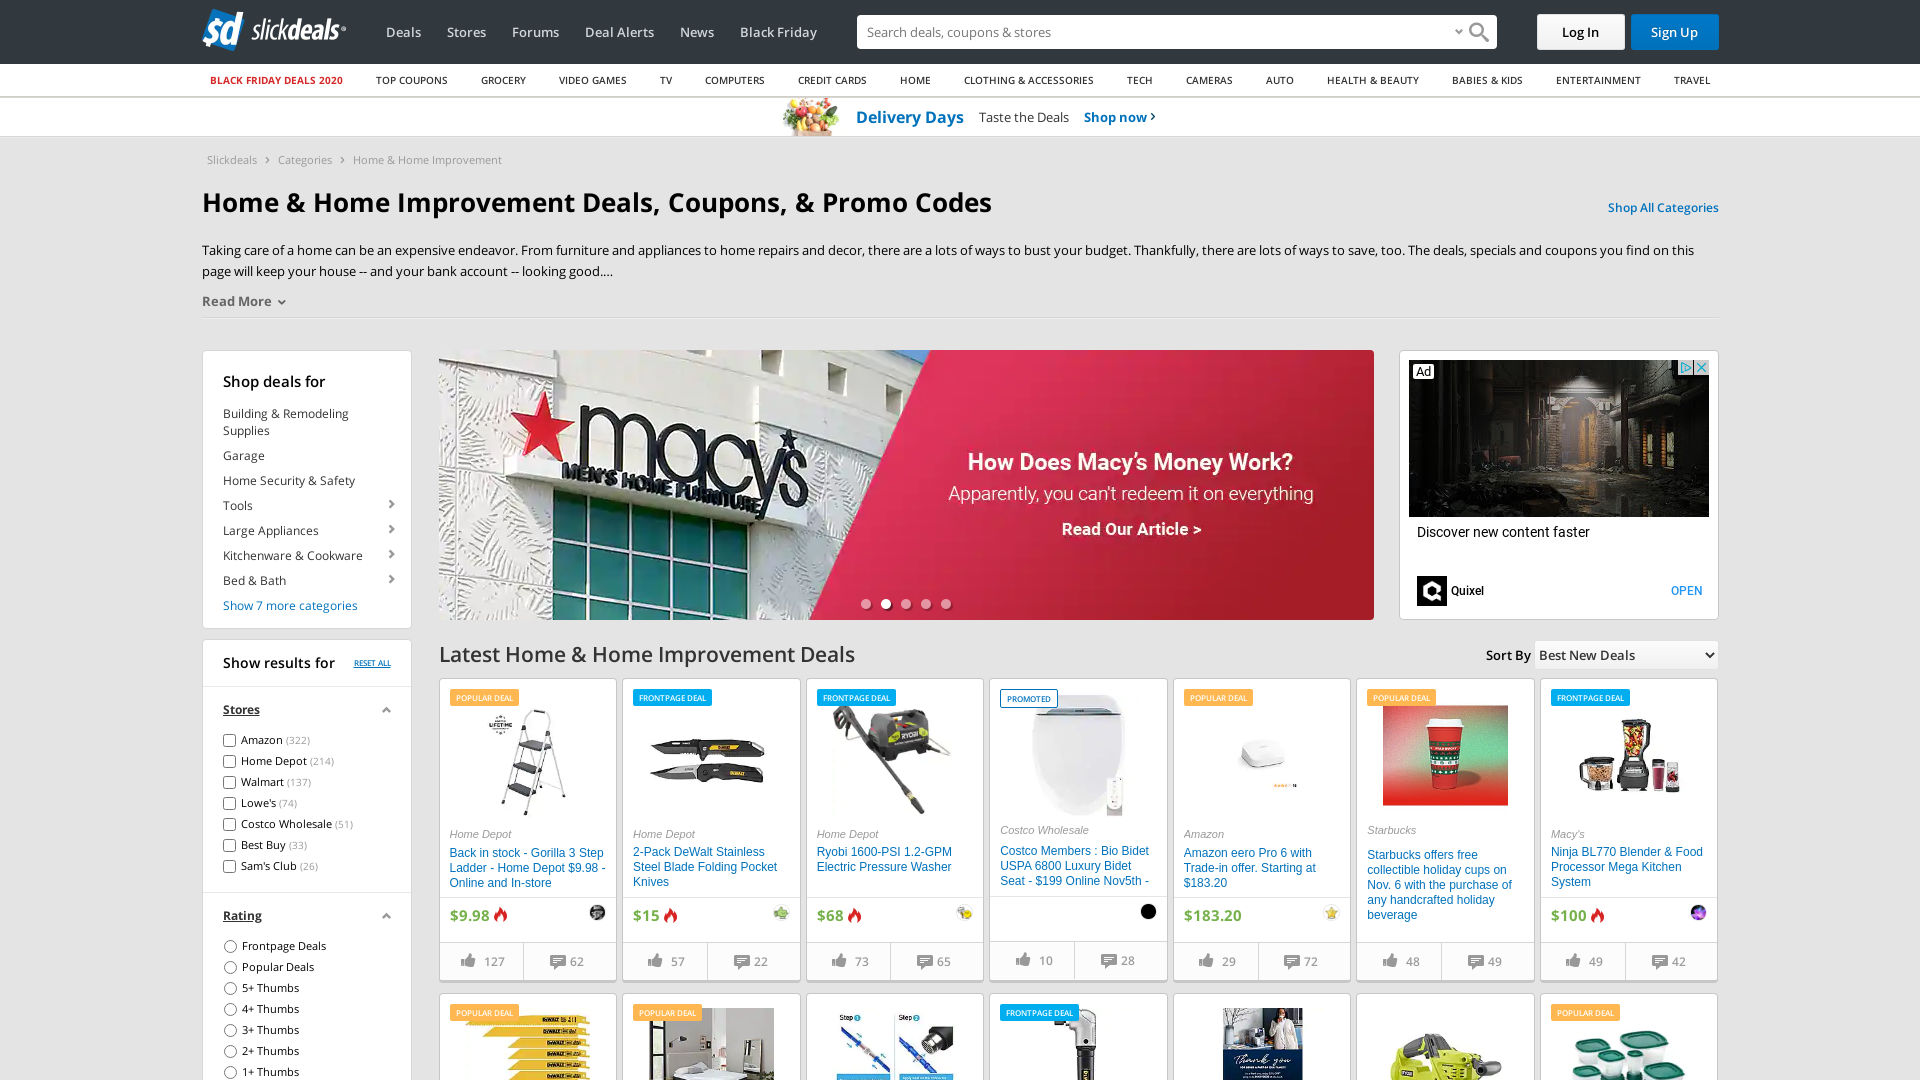 slickdeals
Deals
Stores
Forums
Deal Alerts
News
Black Friday
Search deals, coupons & stores
Log In
Sign Up
BLACK FRIDAY DEALS 2020
TOP COUPONS
GROCERY
VIDEO GAMES
TV
COMPUTERS
CREDIT CARDS
HOME
CLOTHING & ACCESSORIES
TECH
CAMERAS
AUTO
HEALTH & BEAUTY
BABIES & KIDS
ENTERTAINMENT
TRAVEL
Delivery Days Taste the Deals Shop now
Slickdeals > Categories > Home & Home Improvement
Home & Home Improvement Deals, Coupons, & Promo Codes
Shop All Categories
Taking care of a home can be an expensive endeavor. From furniture and appliances to home repairs and decor, there are a lots of ways to bust your budget. Thankfully, there are lots of ways to save, too. The deals, specials and coupons you find on
page will keep your house -- and your bank account -- looking good....
Read More
Shop deals for
Building & Remodeling
Supplies
Garage
Home Security & Safety
Tools
Large Appliances
Kitchenware & Cookware
Bed & Bath
Show 7 more categories
macy's
MEN'S HOME FURNITURE
How Does Macy's Money Work?
Apparently, you can't redeem it on everything
Read Our Article >
Ad
Discover new content faster
Quixel
OPEN
Show results for
RESET ALL
Stores
Amazon (322)
Home Depot (214)
Walmart (137)
Lowe's (74)
Costco Wholesale (51)
Best Buy (33)
Sam's Club (26)
Rating
Frontpage Deals
Popular Deals
5+ Thumbs
4+ Thumbs
3+ Thumbs
2+ Thumbs
1+ Thumbs
Latest Home & Home Improvement Deals
Sort By Best New Deals
POPULAR DEAL
LIFETIME
Home Depot
Back in stock - Gorilla 3 Step
Ladder - Home Depot $9.98 -
Online and In-store
$9.98
127
62
FRONTPAGE DEAL
Home Depot
2-Pack DeWalt Stainless
Steel Blade Folding Pocket
Knives
$15
57
22
FRONTPAGE DEAL
RYOBI
Home Depot
Ryobi 1600-PSI 1.2-GPM
Electric Pressure Washer
$68
73
65
PROMOTED
Costco Wholesale
Costco Members : Bio Bidet
USPA 6800 Luxury Bidet
Seat - $199 Online Nov5th -
10
28
POPULAR DEAL
Amazon
Amazon eero Pro 6 with
Trade-in offer. Starting at
$183.20
$183.20
29
72
POPULAR DEAL
Starbucks
Starbucks offers free
collectible holiday cups on
Nov. 6 with the purchase of
any handcrafted holiday
beverage
48
49
FRONTPAGE DEAL
Macy's
Ninja BL770 Blender & Food
Processor Mega Kitchen
System
$100
49
42
POPULAR DEAL
DEWALT
DEWALT
DEWALT
DEWALT
DEWALT
POPULAR DEAL
Step 1
Step 2
FRONTPAGE DEAL
Thank you
POPULAR DEAL